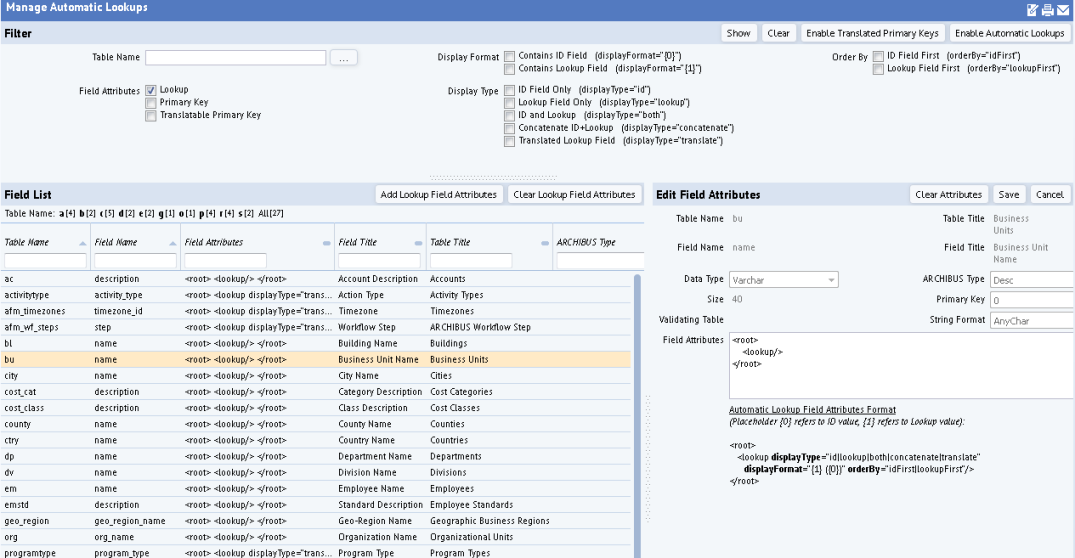 Manage Automatic Lookups
Filter
Show Clear Enable Translated Primary Keys Enable Automatic Lookups
Table Name ...
Field Attributes Lookup
Primary Key
Translatable Primary Key
Display Format Contains ID Field (displayFormat="{0}")
Contains Lookup Field (displayFormat="{1}")
Display Type ID Field Only (displayType="id")
Lookup Field Only (displayType="lookup")
ID and Lookup (displayType="both")
Concatenate ID+Lookup (displayType="concatenate")
Translated Lookup Field (displayType="translate")
Order By ID Field First (orderBy="idFirst")
Lookup Field First (orderBy="lookupFirst")
Field List
Add Lookup Field Attributes Clear Lookup Field Attributes
Table Name: a[4] b[2] c[5] d[2] e[2] g[1] o[1] p[4] r[4] s[2] All[27]
Table Name Field Name Field Attributes Field Title Table Title ARCHIBUS Type
ac description <root> <lookup/> </root> Account Description Accounts
activitytype activity_type <root> <lookup displayType="trans... Action Type Activity Types
afm_timezones timezone_id <root> <lookup displayType="trans... Timezone Timezones
afm_wf_steps step <root> <lookup displayType="trans... Workflow Step ARCHIBUS Workflow Step
bl name <root> <lookup/> </root> Building Name Buildings
bu name <root> <lookup/> </root> Business Unit Name Business Units
city name <root> <lookup/> </root> City Name Cities
cost_cat description <root> <lookup/> </root> Category Description Cost Categories
cost_class description <root> <lookup/> </root> Class Description Cost Classes
county name <root> <lookup/> </root> County Name Counties
ctry name <root> <lookup/> </root> Country Name Countries
dp name <root> <lookup/> </root> Department Name Departments
dv name <root> <lookup/> </root> Division Name Divisions
em name <root> <lookup/> </root> Employee Name Employees
emstd description <root> <lookup/> </root> Standard Description Employee Standards
geo_region geo_region_name <root> <lookup/> </root> Geo-Region Name Geographic Business Regions
org org_name <root> <lookup/> </root> Organization Name Organizational Units
programtype program_type <root> <lookup displayType="trans... Program Type Program Types
Edit Field Attributes
Clear Attributes Save Cancel
Table Name bu Table Title Business
Units
Field Name name Field Title Business Unit
Name
Data Type Varchar ARCHIBUS Type Desc
Size 40 Primary Key 0
Validating Table String Format AnyChar
Field Attributes <root>
<lookup/>
</root>
Automatic Lookup Field Attributes Format
(Placeholder {0} refers to ID value, {1} refers to Lookup value):
<root>
<lookup displayType="id|lookup|both|concatenate|translate"
displayFormat="{1} ({0})" orderBy="idFirst|lookupFirst"/>
</root>